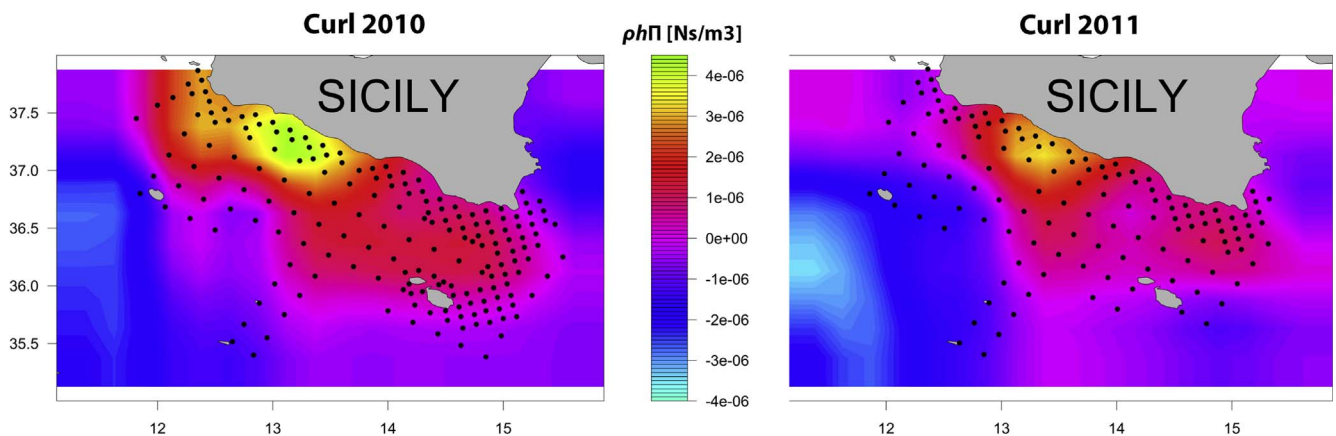 Curl 2010
ρhΠ [Ns/m3]
Curl 2011
SICILY
SICILY
37.5
37.0
36.5
36.0
35.5
4e-06
3e-06
2e-06
1e-06
0e+00
-1e-06
-2e-06
-3e-06
-4e-06
12 13 14 15
12 13 14 15